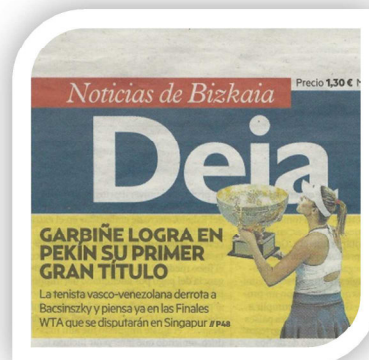 Noticias de Bizkaia
Precio 1,30 €
Deia
GARBIÑE LOGRA EN
PEKÍN SU PRIMER
GRAN TÍTULO
La tenista vasco-venezolana derrota a
Bacsinszky y piensa ya en las Finales
WTA que se disputarán en Singapur // P48